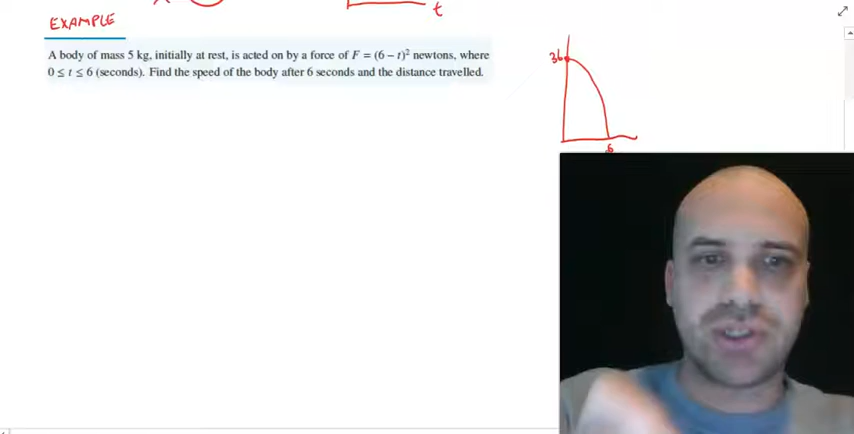 t
EXAMPLE
A body of mass 5 kg, initially at rest, is acted on by a force of F = (6 − t)² newtons, where
0 ≤ t ≤ 6 (seconds). Find the speed of the body after 6 seconds and the distance travelled.
36
6